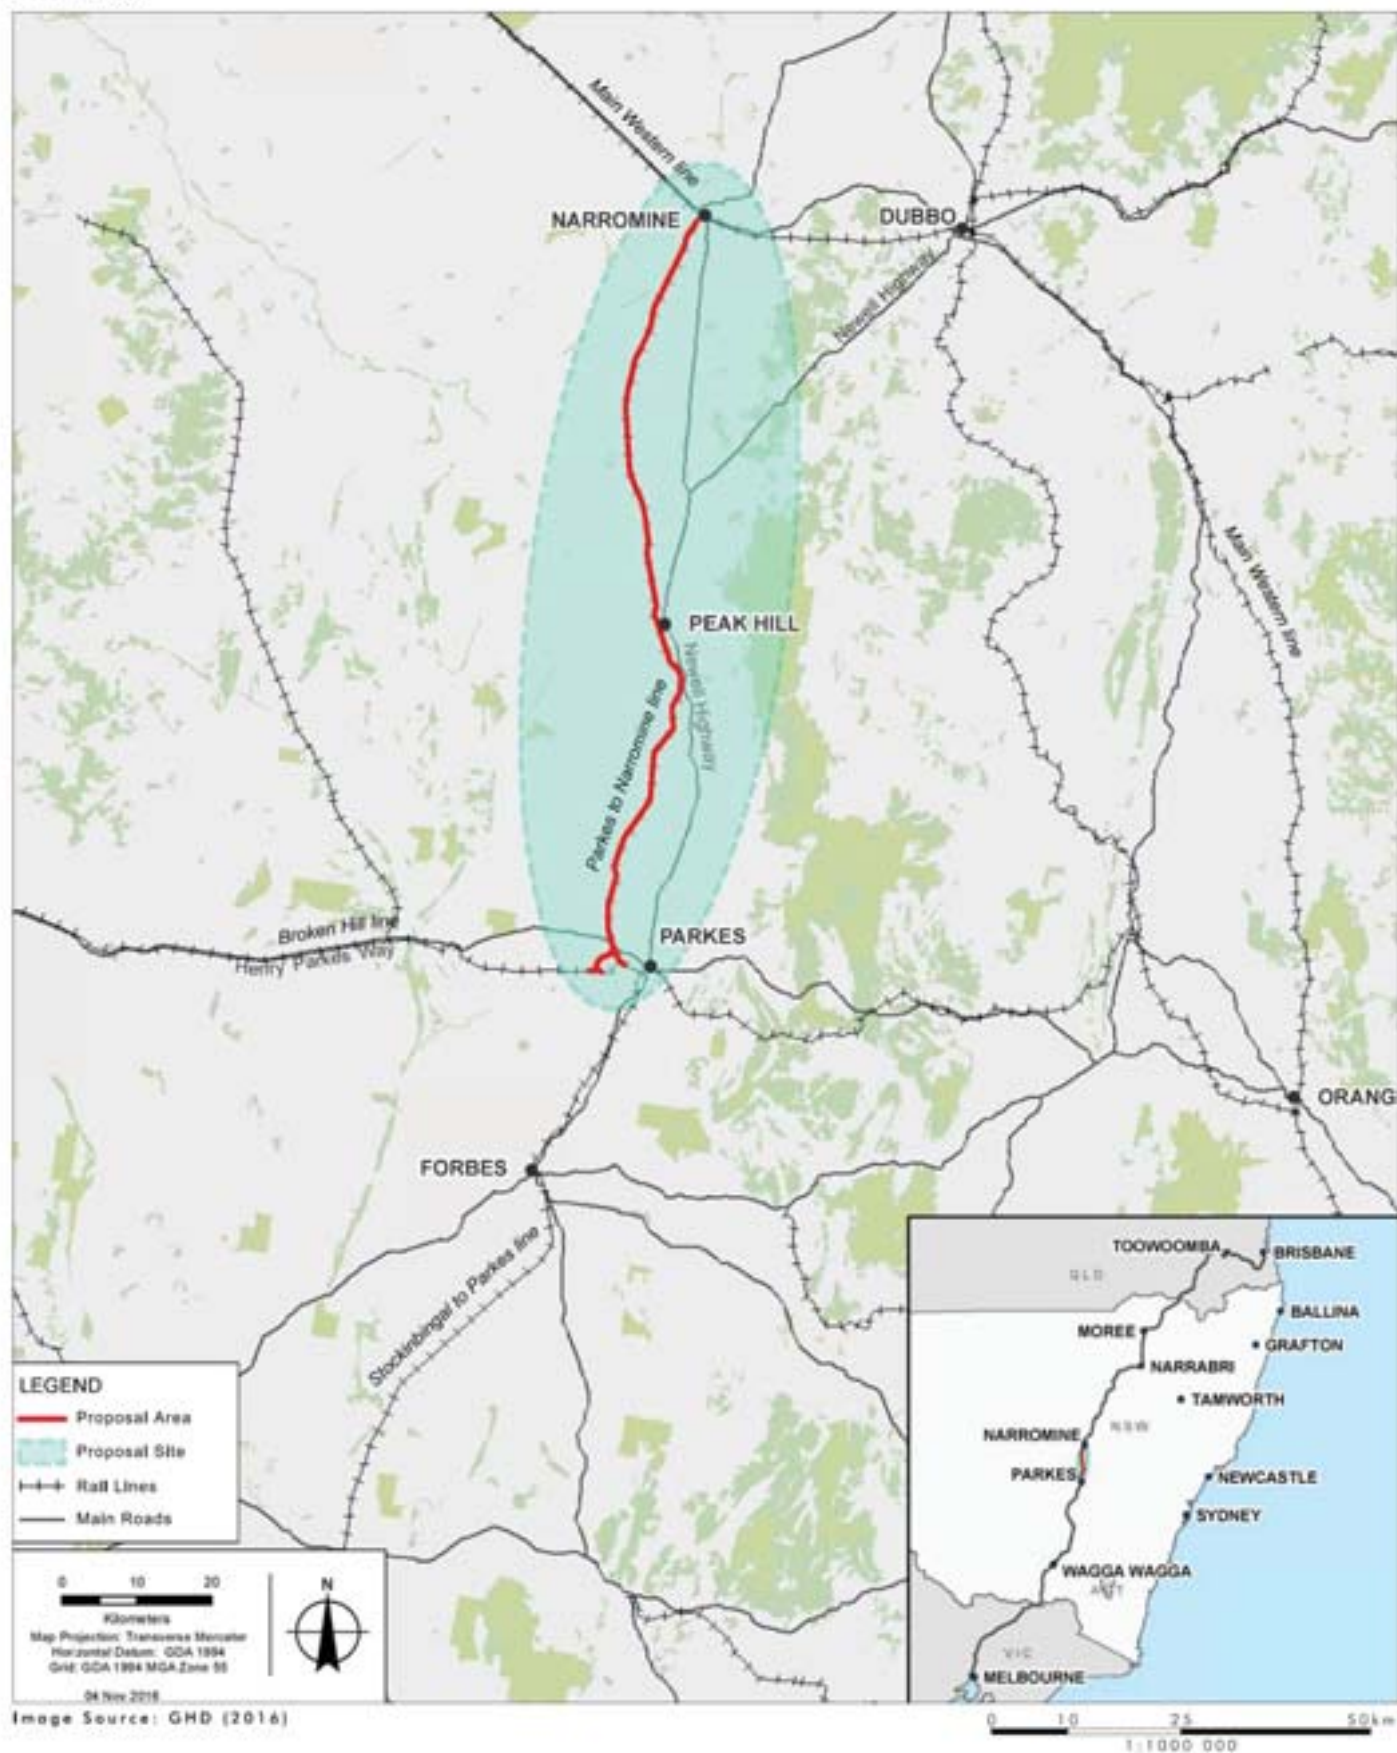 Main Western line
NARROMINE
DUBBO
Newell Highway
Main Western line
PEAK HILL
Newell Highway
Parkes to Narromine line
PARKES
Broken Hill line
Henry Parkes Way
ORANG
FORBES
Stockinbingal to Parkes line
LEGEND
Proposal Area
Proposal Site
Rail Lines
Main Roads
0 10 20
Kilometers
Map Projection: Transverse Mercator
Horizontal Datum: GDA 1994
Grid: GDA 1994 MGA Zone 55
04 Nov 2016
N
TOOWOOMBA
BRISBANE
QLD
BALLINA
MOREE
GRAFTON
NARRABRI
TAMWORTH
NSW
NARROMINE
PARKES
NEWCASTLE
SYDNEY
WAGGA WAGGA
ACT
VIC
MELBOURNE
Image Source: GHD (2016)
0 10 25 50km
1:1000 000